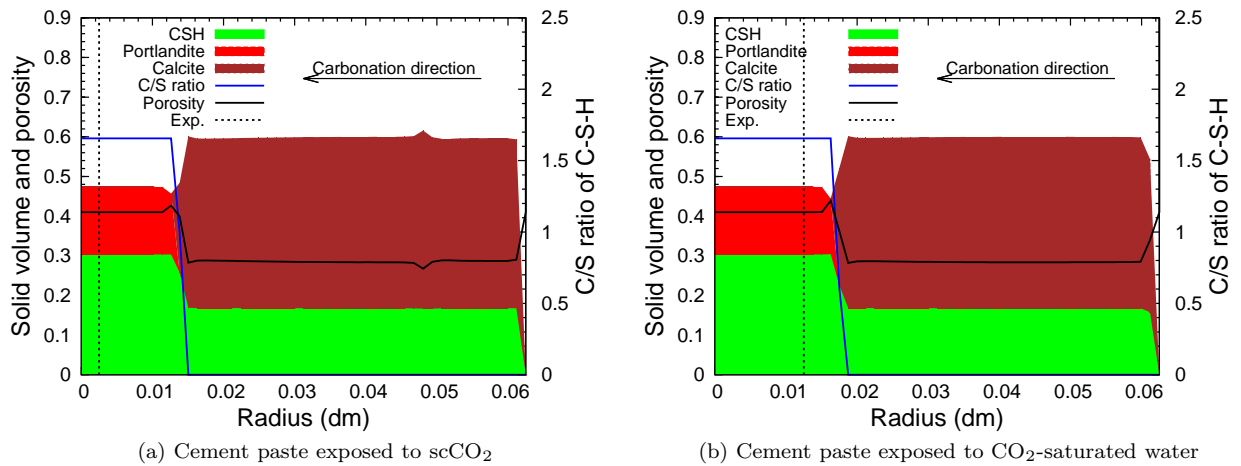 0.9
0.8
0.7
0.6
0.5
0.4
0.3
0.2
0.1
0
Solid volume and porosity
CSH
Portlandite
Calcite
C/S ratio
Porosity
Exp.
Carbonation direction
2.5
2
1.5
1
0.5
0
C/S ratio of C-S-H
0 0.01 0.02 0.03 0.04 0.05 0.06
Radius (dm)
(a) Cement paste exposed to scCO₂
0.9
0.8
0.7
0.6
0.5
0.4
0.3
0.2
0.1
0
Solid volume and porosity
CSH
Portlandite
Calcite
C/S ratio
Porosity
Exp.
Carbonation direction
2.5
2
1.5
1
0.5
0
C/S ratio of C-S-H
0 0.01 0.02 0.03 0.04 0.05 0.06
Radius (dm)
(b) Cement paste exposed to CO₂-saturated water